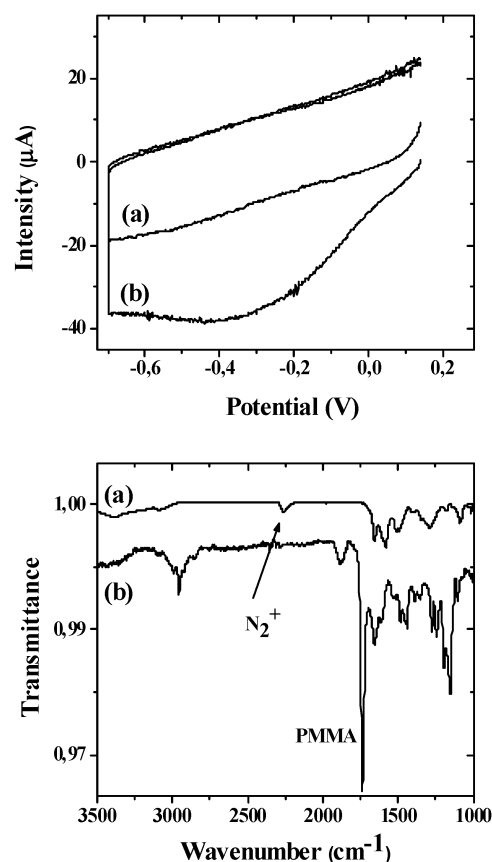 20
0
-20
-40
Intensity (µA)
(a)
(b)
-0,6 -0,4 -0,2 0,0 0,2
Potential (V)
(a)
1,00
(b)
N2+
0,99
Transmittance
PMMA
0,97
3500 3000 2500 2000 1500 1000
Wavenumber (cm-1)